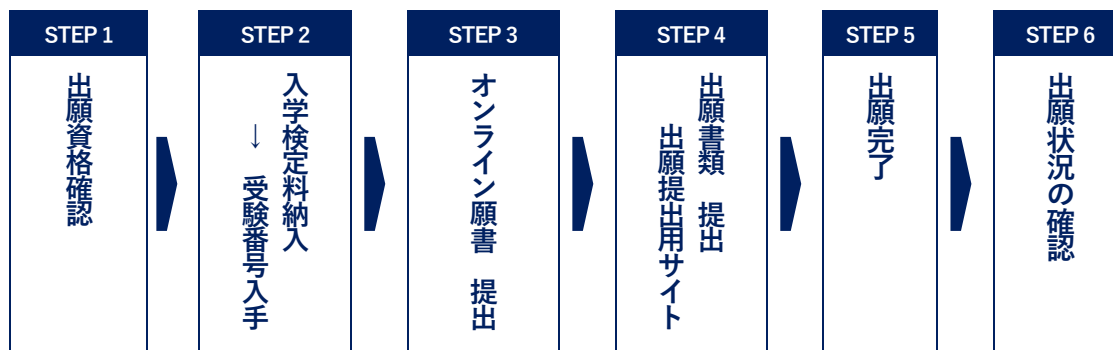 STEP 1
出願資格確認
STEP 2
入学検定料納入
→ 受験番号入手
STEP 3
オンライン願書　提出
STEP 4
出願書類　提出
出願提出用サイト
STEP 5
出願完了
STEP 6
出願状況の確認